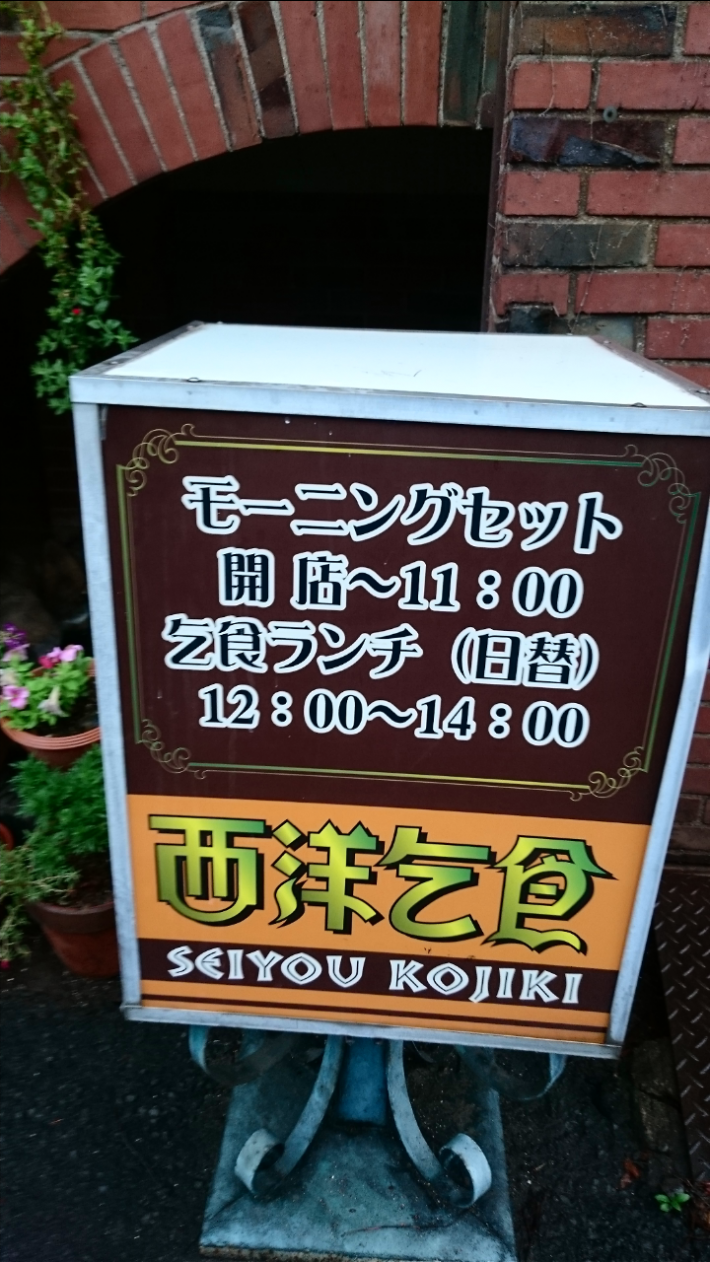 モーニングセット
開店～11：00
乞食ランチ（日替）
12：00～14：00
西洋乞食
SEIYOU KOJIKI